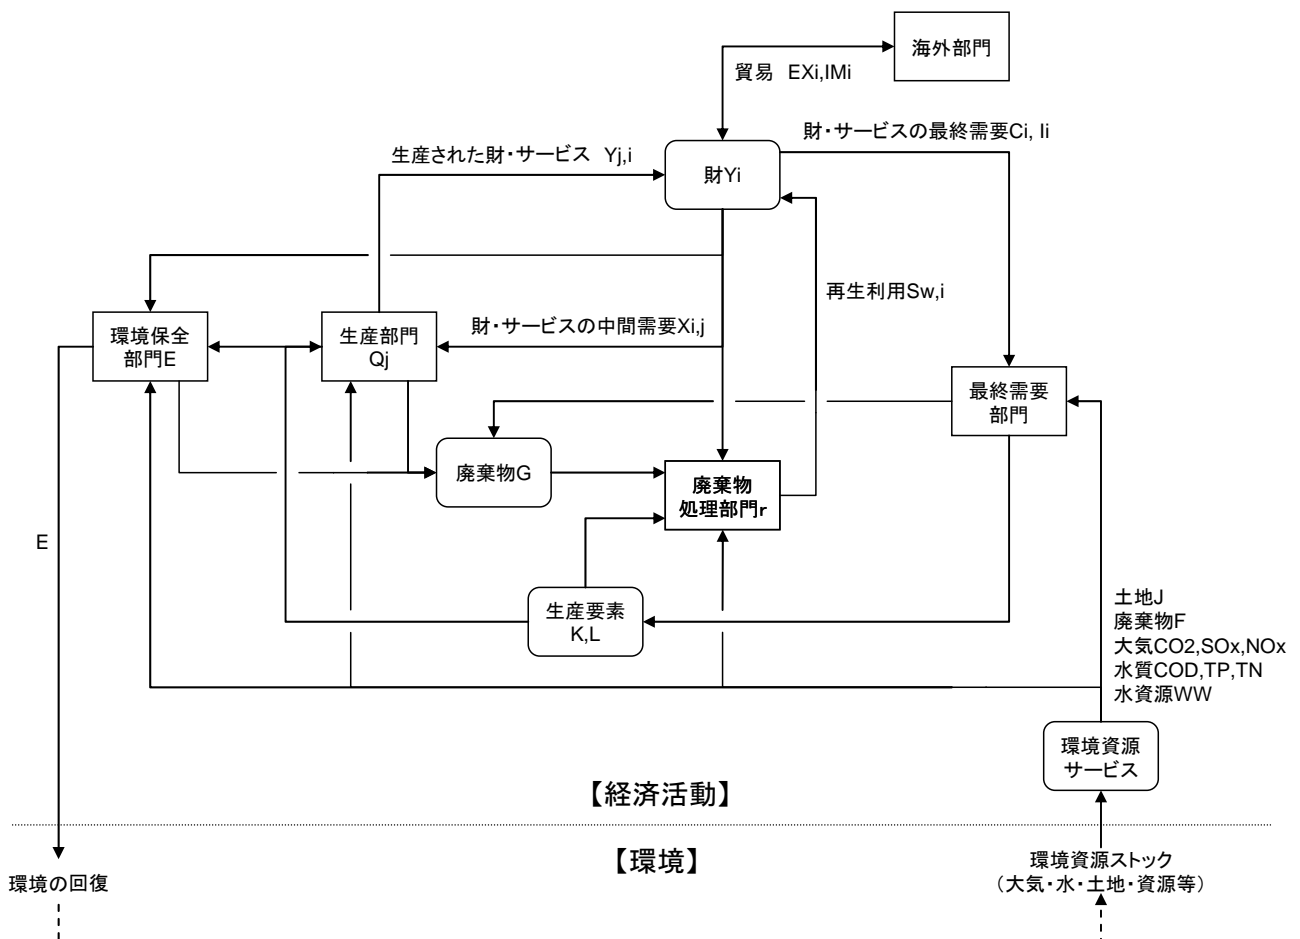 海外部門
貿易　EXi,IMi
財・サービスの最終需要Ci, Ii
生産された財・サービス　Yj,i
財Yi
再生利用Sw,i
環境保全
部門E
生産部門
Qj
財・サービスの中間需要Xi,j
最終需要
部門
廃棄物G
廃棄物
処理部門r
E
生産要素
K,L
土地J
廃棄物F
大気CO2,SOx,NOx
水質COD,TP,TN
水資源WW
環境資源
サービス
【経済活動】
【環境】
環境の回復
環境資源ストック
（大気・水・土地・資源等）